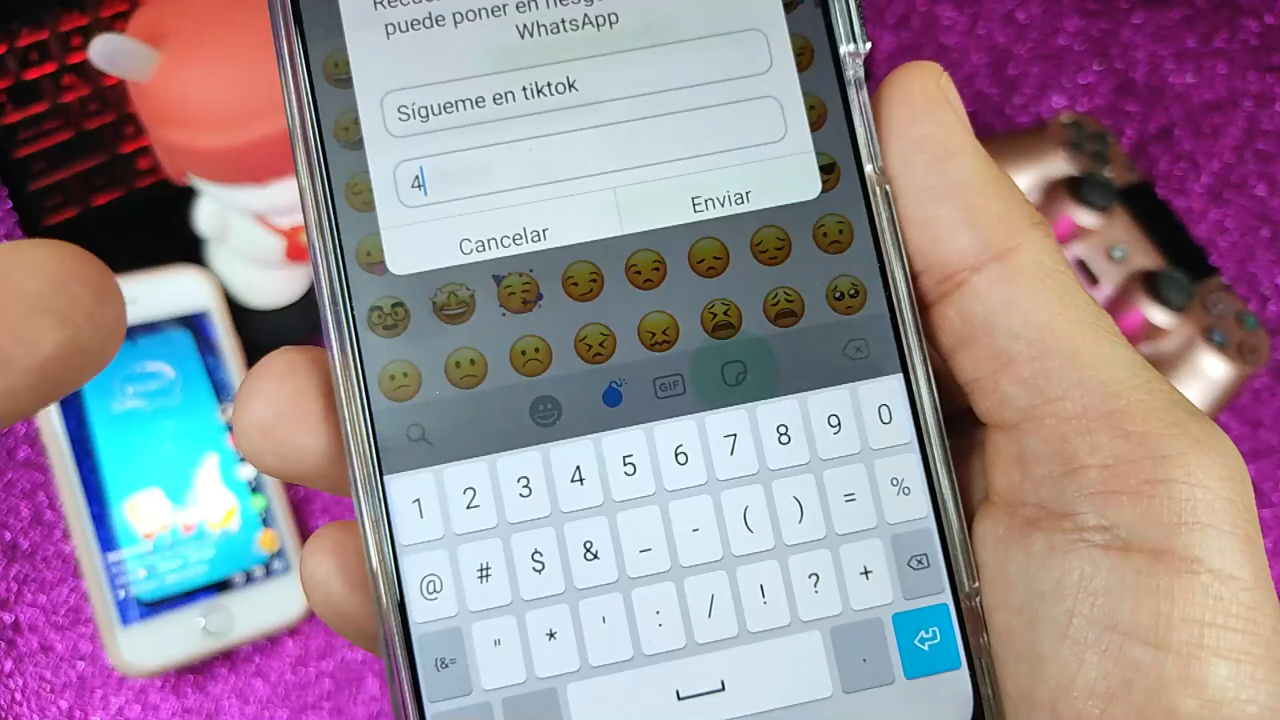 puede poner en riesgo
WhatsApp
Sígueme en tiktok
4
Cancelar Enviar
GIF
1 2 3 4 5 6 7 8 9 0
@ # $ & _ - ( ) = %
{&= " * ' : / ! ? +
.